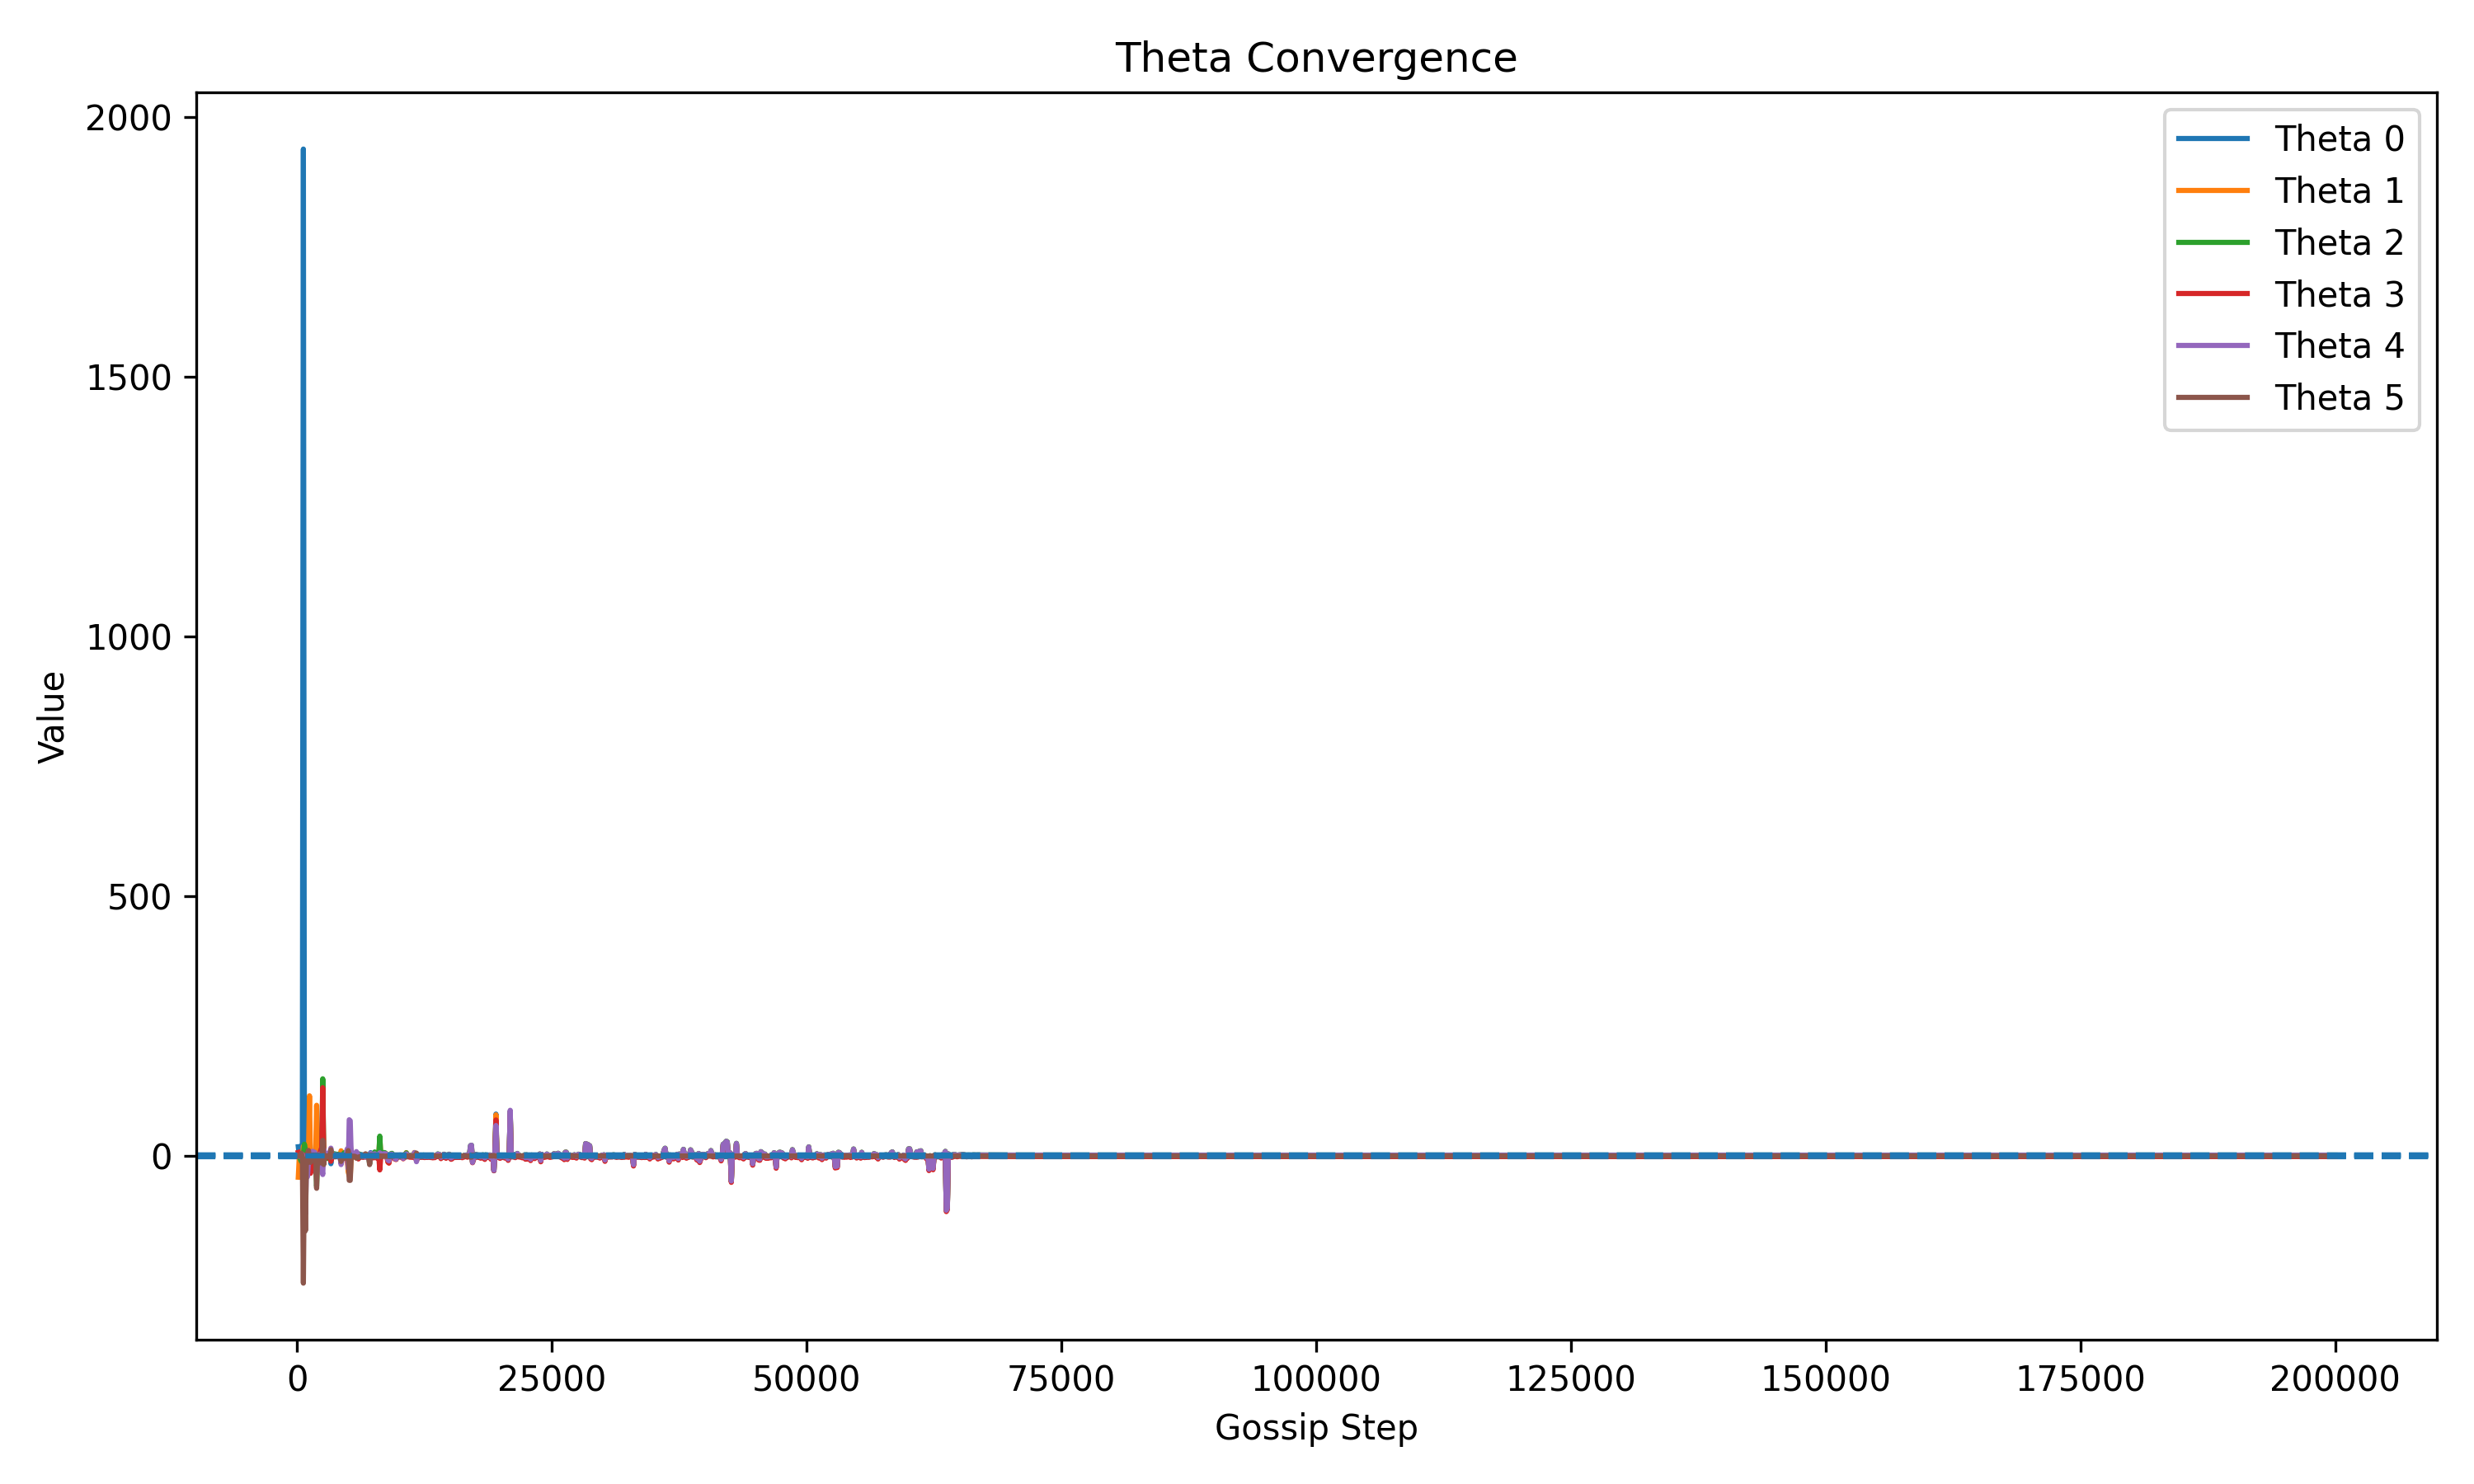 Theta Convergence
2000
1500
1000
500
0
Value
Theta 0
Theta 1
Theta 2
Theta 3
Theta 4
Theta 5
0
25000
50000
75000
100000
125000
150000
175000
200000
Gossip Step